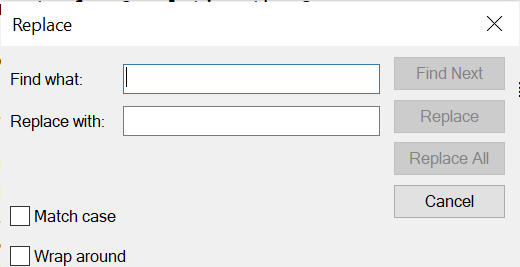 Replace
Find what:
Find Next
Replace with:
Replace
Replace All
Cancel
Match case
Wrap around